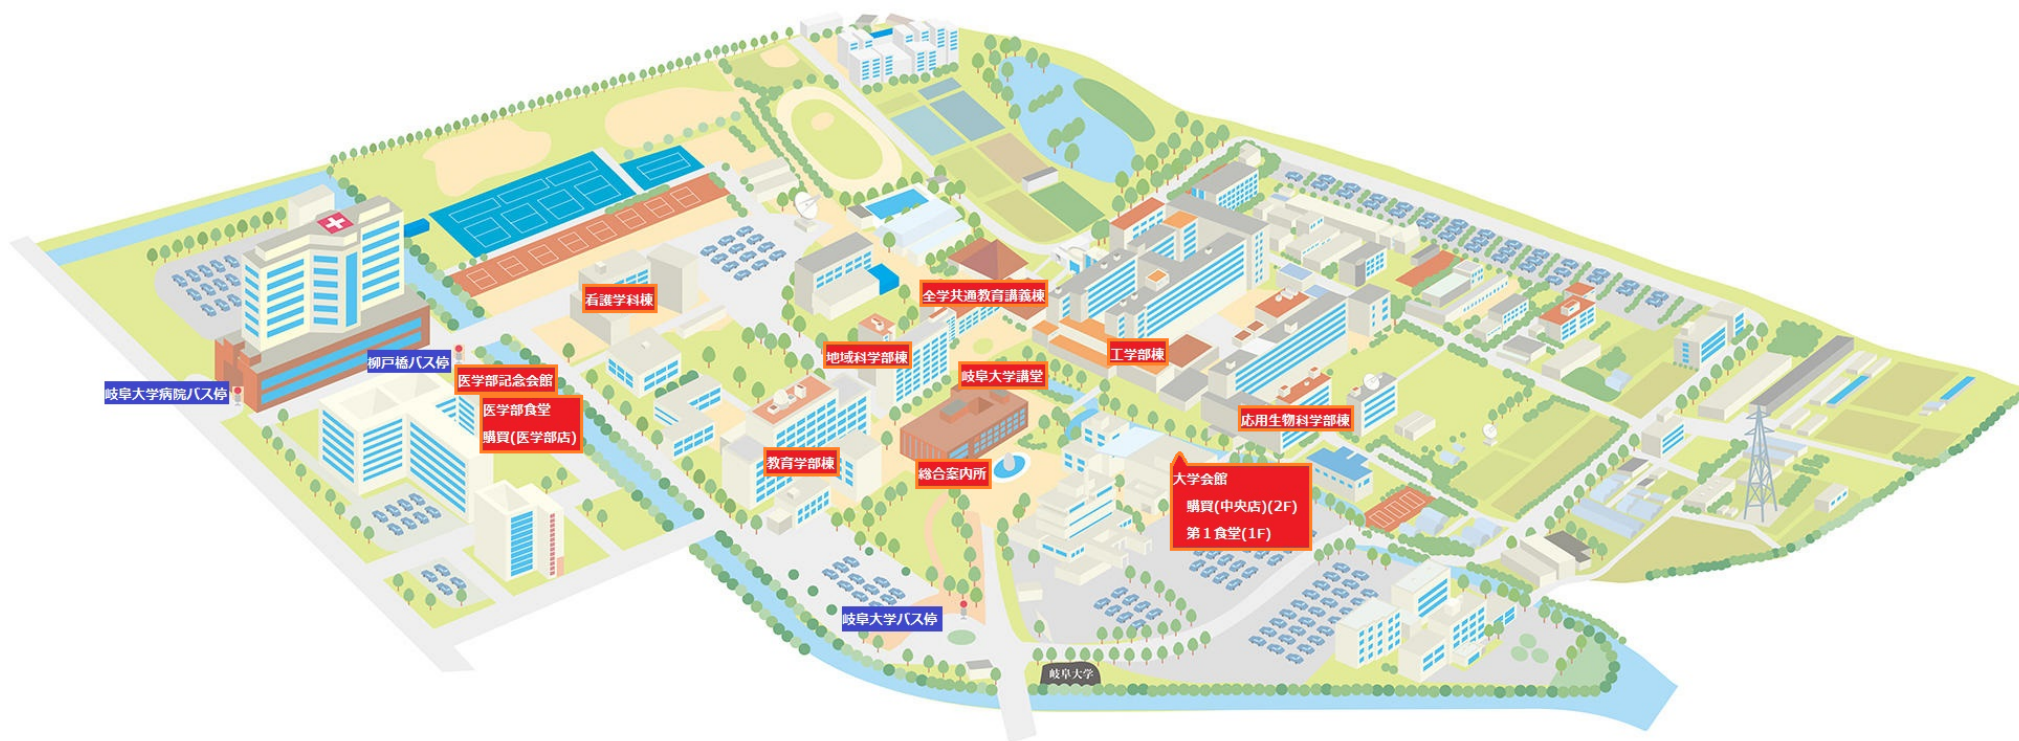 看護学科棟
全学共通教育講義棟
地域科学部棟
工学部棟
柳戸橋バス停
岐阜大学病院バス停
医学部記念会館
医学部食堂
購買(医学部店)
岐阜大学講堂
応用生物科学部棟
教育学部棟
総合案内所
大学会館
購買(中央店)(2F)
第1食堂(1F)
岐阜大学バス停
岐阜大学